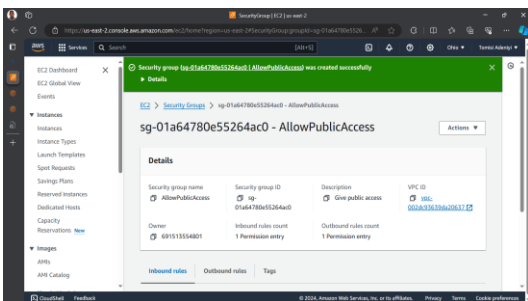 SecurityGroup | EC2 | us-east-2
https://us-east-2.console.aws.amazon.com/ec2/home?region=us-east-2#SecurityGroup:groupId=sg-01a64780e5526...
aws
Services
Search
[Alt+S]
Ohio
Tomisi Adeniyi
EC2 Dashboard
EC2 Global View
Events
Instances
Instances
Instance Types
Launch Templates
Spot Requests
Savings Plans
Reserved Instances
Dedicated Hosts
Capacity
Reservations New
Images
AMIs
AMI Catalog
Security group (sg-01a64780e55264ac0 | AllowPublicAccess) was created successfully
Details
EC2 > Security Groups > sg-01a64780e55264ac0 - AllowPublicAccess
sg-01a64780e55264ac0 - AllowPublicAccess
Actions
Details
Security group name
AllowPublicAccess
Security group ID
sg-
01a64780e55264ac0
Description
Give public access
VPC ID
vpc-
002dc93639da20637
Owner
691513554801
Inbound rules count
1 Permission entry
Outbound rules count
1 Permission entry
Inbound rules
Outbound rules
Tags
CloudShell
Feedback
© 2024, Amazon Web Services, Inc. or its affiliates.
Privacy
Terms
Cookie preferences